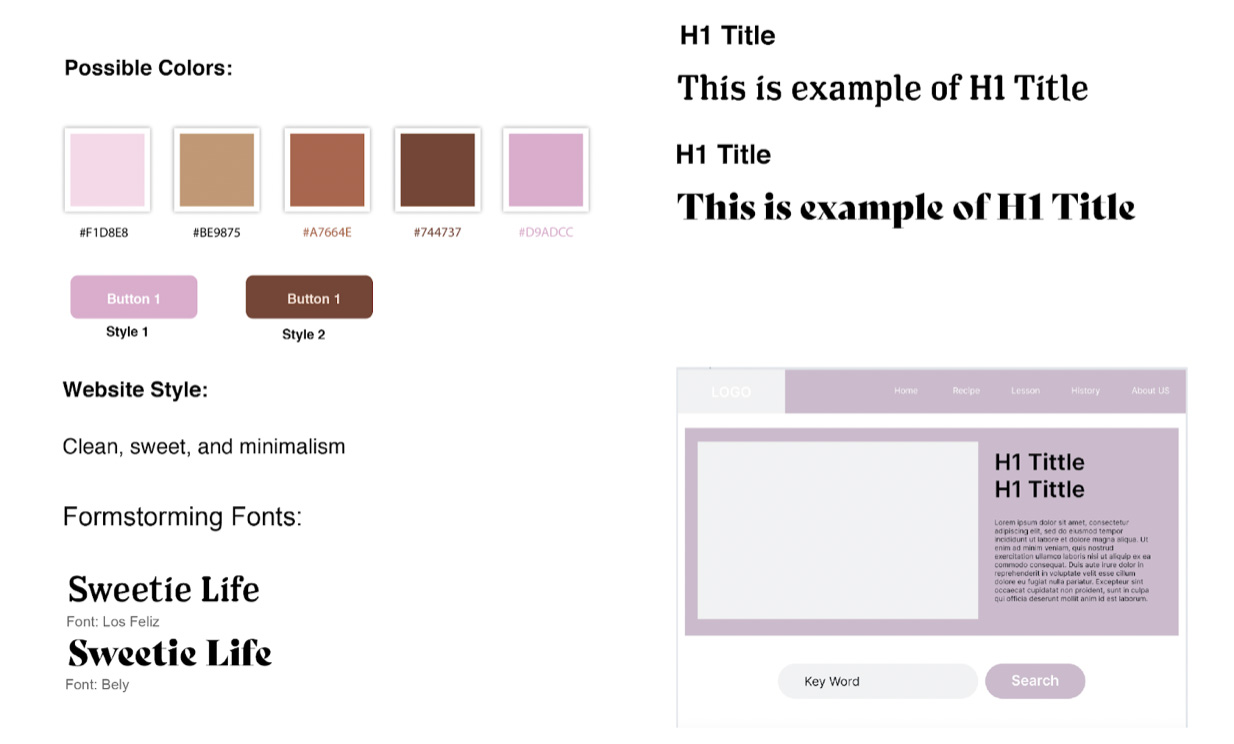 Possible Colors:
#F1D8E8
#BE9875
#A7664E
#744737
#D9ADCC
Button 1
Button 1
Style 1
Style 2
Website Style:
Clean, sweet, and minimalism
Formstorming Fonts:
Sweetie Life
Font: Los Feliz
Sweetie Life
Font: Bely
H1 Title
This is example of H1 Title
H1 Title
This is example of H1 Title
LOGO
Home
Recipe
Lesson
History
About US
H1 Tittle
H1 Tittle
Lorem ipsum dolor sit amet, consectetur
adipiscing elit, sed do eiusmod tempor
incididunt ut labore et dolore magna aliqua. Ut
enim ad minim veniam, quis nostrud
exercitation ullamco laboris nisi ut aliquip ex ea
commodo consequat. Duis aute irure dolor in
reprehenderit in voluptate velit esse cillum
dolore eu fugiat nulla pariatur. Excepteur sint
occaecat cupidatat non proident, sunt in culpa
qui officia deserunt mollit anim id est laborum.
Key Word
Search